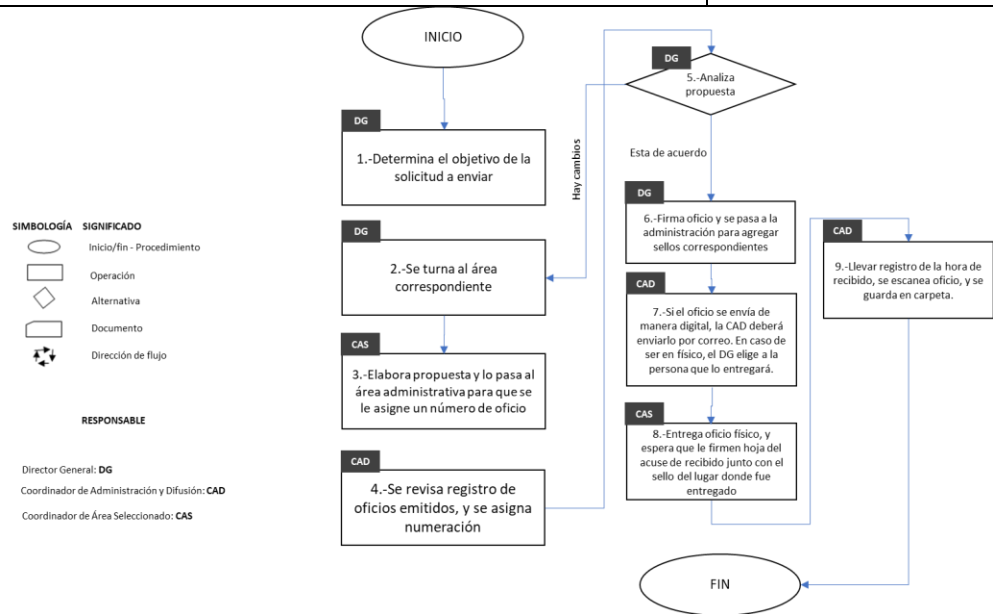 INICIO
DG
1.-Determina el objetivo de la
solicitud a enviar
DG
2.-Se turna al área
correspondiente
CAS
3.-Elabora propuesta y lo pasa al
área administrativa para que se
le asigne un número de oficio
CAD
4.-Se revisa registro de
oficios emitidos, y se asigna
numeración
DG
5.-Analiza
propuesta
Hay cambios
Esta de acuerdo
DG
6.-Firma oficio y se pasa a la
administración para agregar
sellos correspondientes
CAD
7.-Si el oficio se envía de
manera digital, la CAD deberá
enviarlo por correo. En caso de
ser en físico, el DG elige a la
persona que lo entregará.
CAS
8.-Entrega oficio físico, y
espera que le firmen hoja del
acuse de recibido junto con el
sello del lugar donde fue
entregado
CAD
9.-Llevar registro de la hora de
recibido, se escanea oficio, y se
guarda en carpeta.
FIN
SIMBOLOGÍA SIGNIFICADO
Inicio/fin - Procedimiento
Operación
Alternativa
Documento
Dirección de flujo
RESPONSABLE
Director General: DG
Coordinador de Administración y Difusión: CAD
Coordinador de Área Seleccionado: CAS